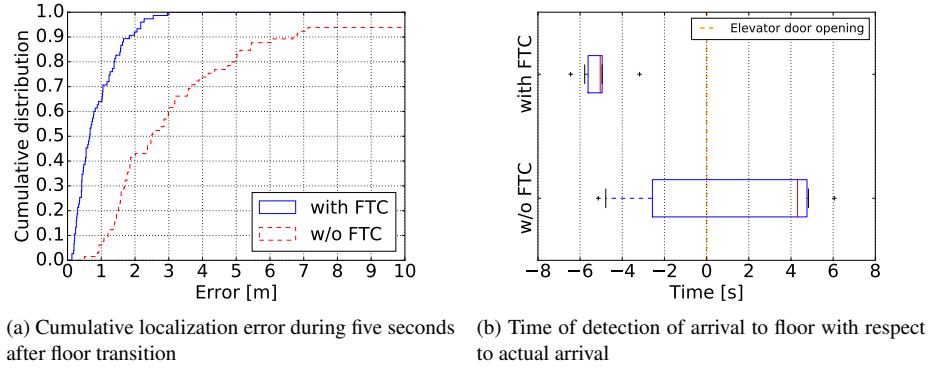 Cumulative distribution
1.0
0.9
0.8
0.7
0.6
0.5
0.4
0.3
0.2
0.1
0.0
0 1 2 3 4 5 6 7 8 9 10
Error [m]
with FTC
w/o FTC
(a) Cumulative localization error during five seconds
after floor transition
with FTC
w/o FTC
Elevator door opening
−8 −6 −4 −2 0 2 4 6 8
Time [s]
(b) Time of detection of arrival to floor with respect
to actual arrival